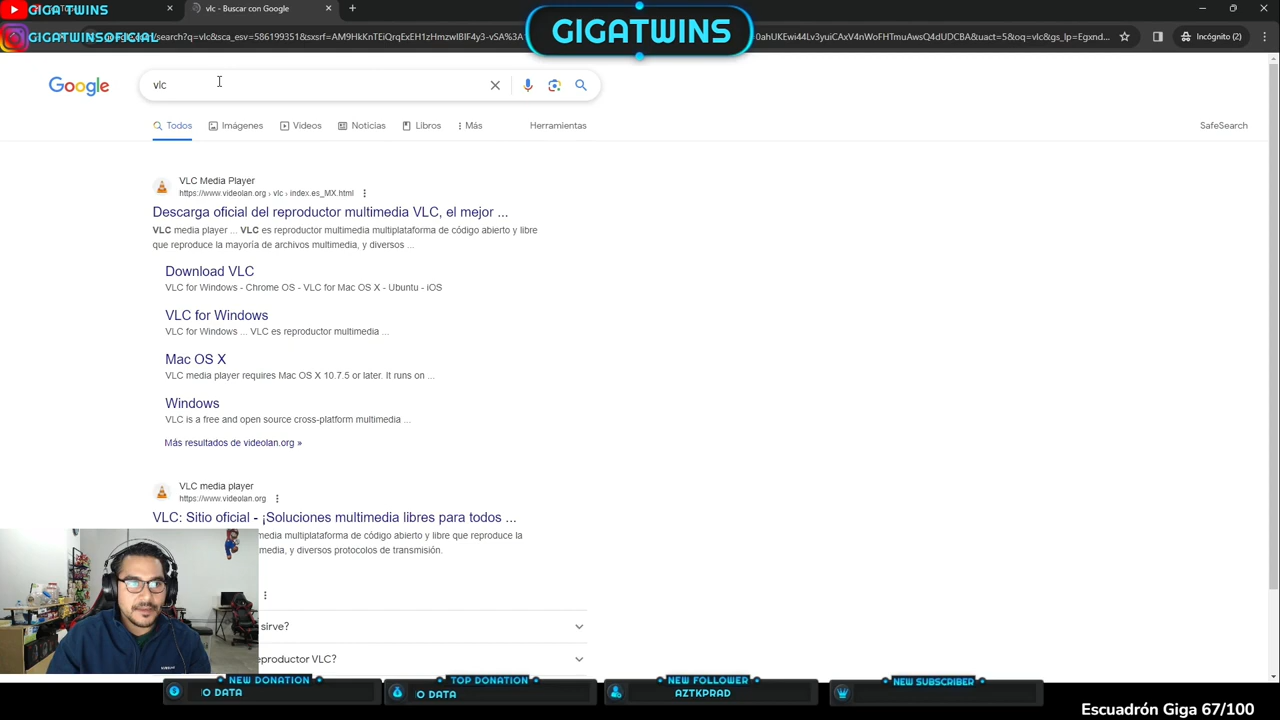 GIGATWINS
vlc - Buscar con Google
GIGATWINSOFICIAL
GIGATWINS
Incógnito (2)
Google
vlc
Todos
Imágenes
Videos
Noticias
Libros
Más
Herramientas
SafeSearch
VLC Media Player
https://www.videolan.org › vlc › index.es_MX.html
Descarga oficial del reproductor multimedia VLC, el mejor ...
VLC media player ... VLC es reproductor multimedia multiplataforma de código abierto y libre
que reproduce la mayoría de archivos multimedia, y diversos ...
Download VLC
VLC for Windows - Chrome OS - VLC for Mac OS X - Ubuntu - iOS
VLC for Windows
VLC for Windows ... VLC es reproductor multimedia ...
Mac OS X
VLC media player requires Mac OS X 10.7.5 or later. It runs on ...
Windows
VLC is a free and open source cross-platform multimedia ...
Más resultados de videolan.org »
VLC media player
https://www.videolan.org
VLC: Sitio oficial - ¡Soluciones multimedia libres para todos ...
media multiplataforma de código abierto y libre que reproduce la
media, y diversos protocolos de transmisión.
sirve?
eproductor VLC?
NEW DONATION
O DATA
TOP DONATION
O DATA
NEW FOLLOWER
AZTKPRAD
NEW SUBSCRIBER
Escuadrón Giga 67/100